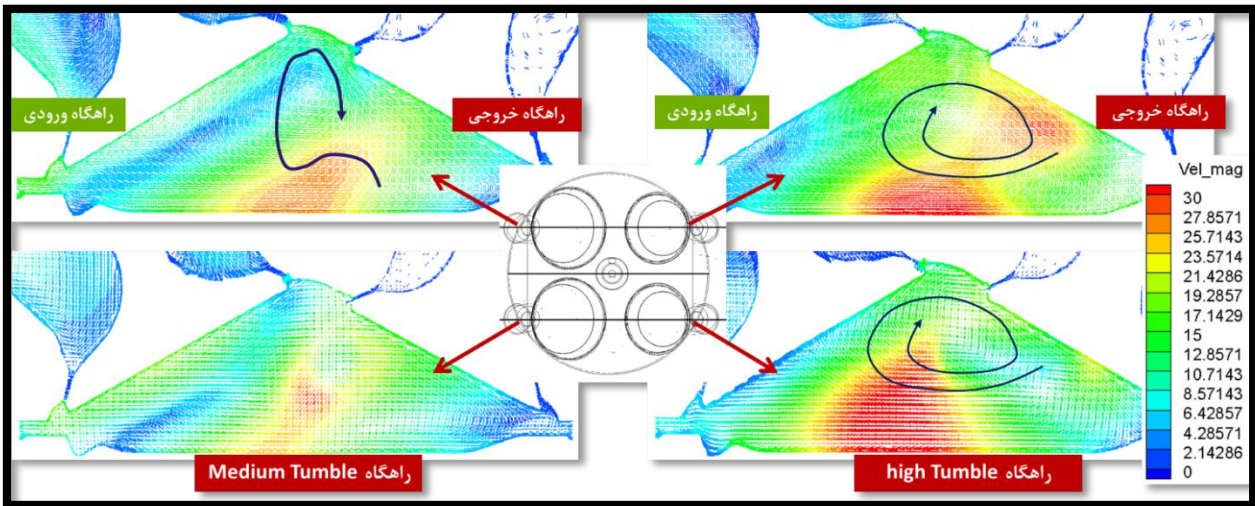 راهگاه ورودی
راهگاه خروجی
راهگاه ورودی
راهگاه خروجی
Vel_mag
30
27.8571
25.7143
23.5714
21.4286
19.2857
17.1429
15
12.8571
10.7143
8.57143
6.42857
4.28571
2.14286
0
راهگاه Medium Tumble
راهگاه high Tumble